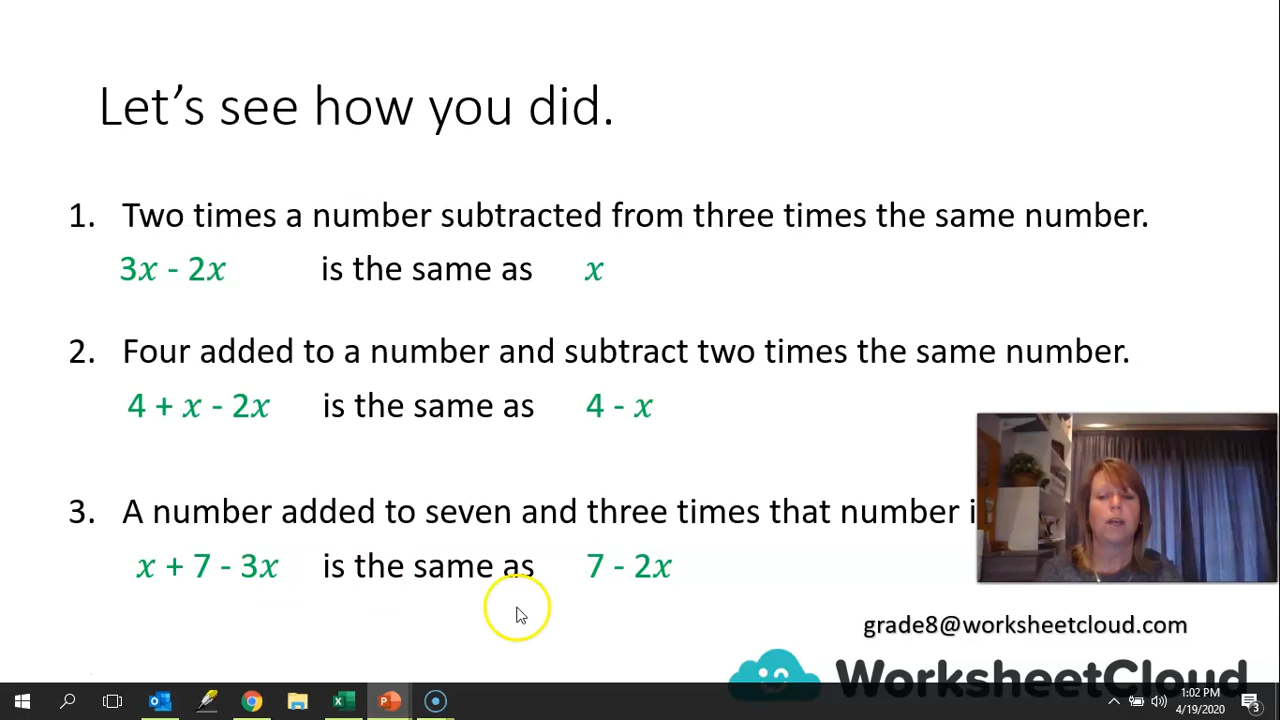 Let's see how you did.
1. Two times a number subtracted from three times the same number.
3x - 2x is the same as x
2. Four added to a number and subtract two times the same number.
4 + x - 2x is the same as 4 - x
3. A number added to seven and three times that number i
x + 7 - 3x is the same as 7 - 2x
grade8@worksheetcloud.com
WorksheetCloud
1:02 PM
4/19/2020
3